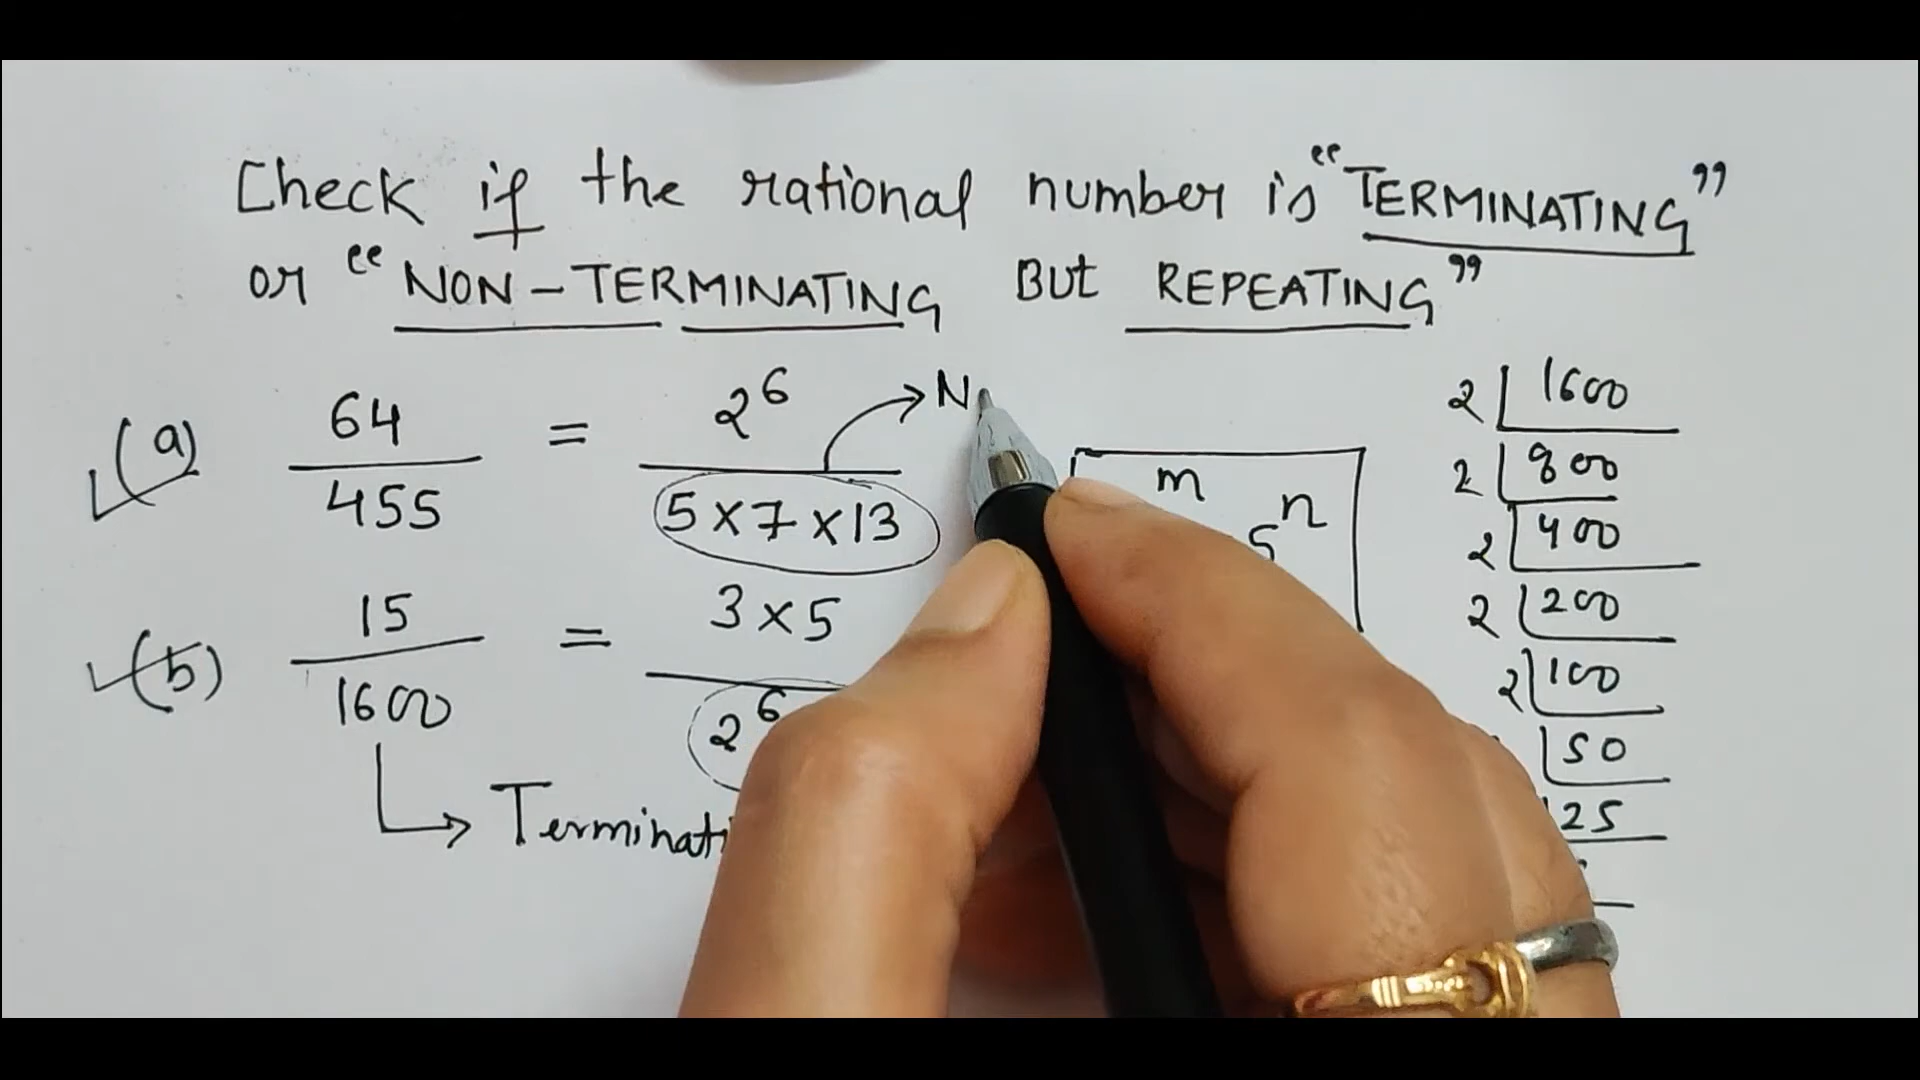 Check if the rational number is "TERMINATING"
or "NON-TERMINATING BUT REPEATING"
(a) 64/455 = 2^6/(5×7×13) → N
m n
5
(b) 15/1600 = 3×5/2^6
→ Terminati
2 | 1600
2 | 800
2 | 400
2 | 200
2 | 100
50
25